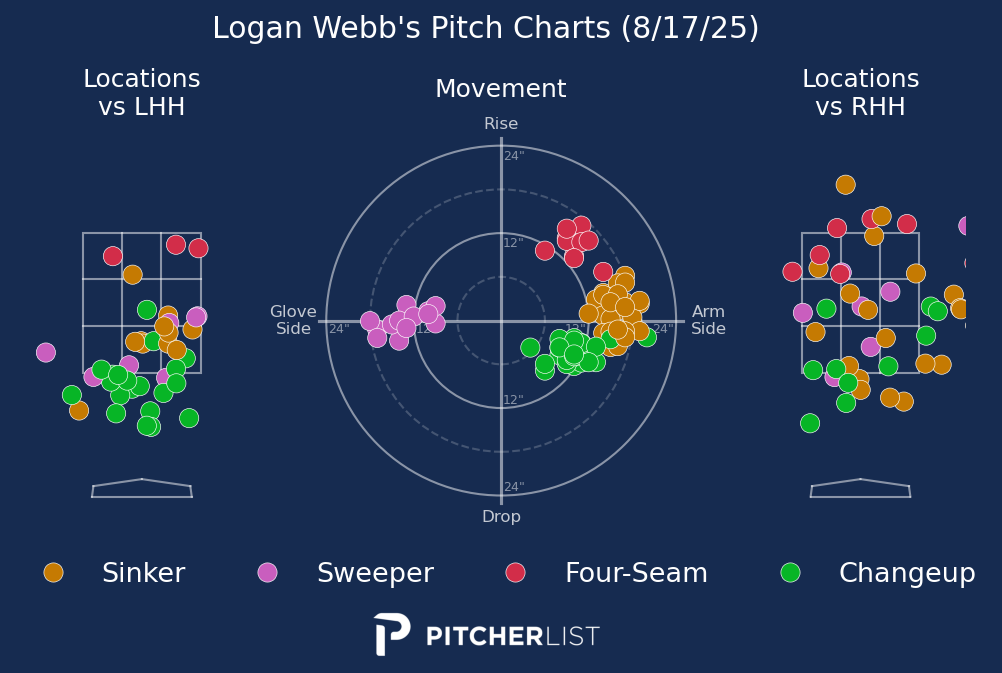 Logan Webb's Pitch Charts (8/17/25)
Locations
vs LHH
Movement
Locations
vs RHH
Rise
24"
12"
Glove
Side
24"
12"
12"
24"
Arm
Side
12"
24"
Drop
Sinker
Sweeper
Four-Seam
Changeup
PITCHERLIST